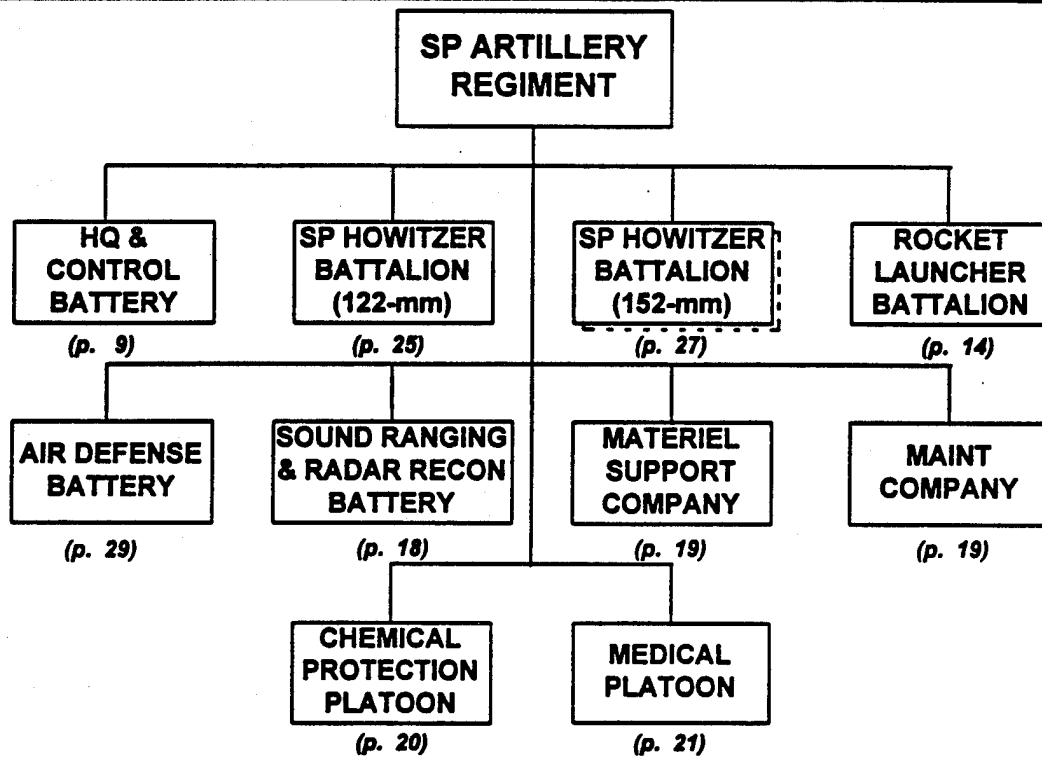 SP ARTILLERY
REGIMENT
HQ &
CONTROL
BATTERY
(p. 9)
SP HOWITZER
BATTALION
(122-mm)
(p. 25)
SP HOWITZER
BATTALION
(152-mm)
(p. 27)
ROCKET
LAUNCHER
BATTALION
(p. 14)
AIR DEFENSE
BATTERY
(p. 29)
SOUND RANGING
& RADAR RECON
BATTERY
(p. 18)
MATERIEL
SUPPORT
COMPANY
(p. 19)
MAINT
COMPANY
(p. 19)
CHEMICAL
PROTECTION
PLATOON
(p. 20)
MEDICAL
PLATOON
(p. 21)